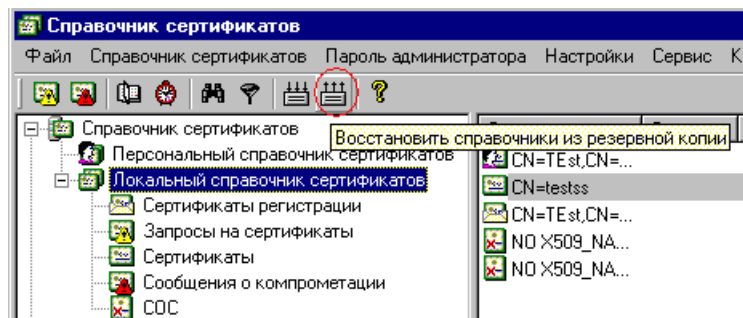 Справочник сертификатов
Файл Справочник сертификатов Пароль администратора Настройки Сервис К
Справочник сертификатов
Восстановить справочники из резервной копии
Персональный справочник сертификатов
CN=TEst,CN=...
Локальный справочник сертификатов
CN=testss
Сертификаты регистрации
CN=TEst,CN=...
Запросы на сертификаты
NO X509_NA...
Сертификаты
NO X509_NA...
Сообщения о компрометации
СОС